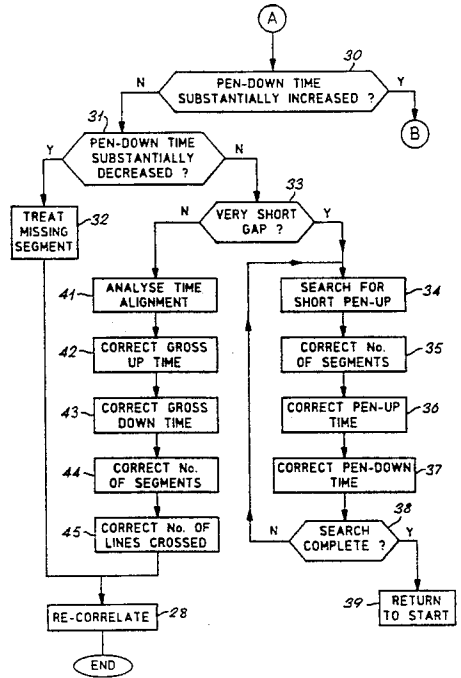 A
30
N
PEN-DOWN TIME
SUBSTANTIALLY INCREASED ?
Y
B
31
Y
PEN-DOWN TIME
SUBSTANTIALLY
DECREASED ?
N
33
N
VERY SHORT
GAP ?
Y
TREAT
MISSING
SEGMENT
32
41
ANALYSE TIME
ALIGNMENT
SEARCH FOR
SHORT PEN-UP
34
42
CORRECT GROSS
UP TIME
CORRECT No.
OF SEGMENTS
35
43
CORRECT GROSS
DOWN TIME
CORRECT PEN-UP
TIME
36
44
CORRECT No.
OF SEGMENTS
CORRECT PEN-DOWN
TIME
37
45
CORRECT No. OF
LINES CROSSED
38
N
SEARCH
COMPLETE ?
Y
RE-CORRELATE
28
39
RETURN
TO START
END